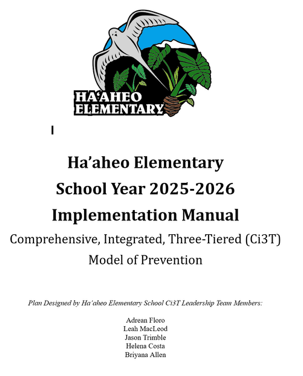 HA'AHEO
ELEMENTARY
Ha’aheo Elementary
School Year 2025-2026
Implementation Manual
Comprehensive, Integrated, Three-Tiered (Ci3T)
Model of Prevention
Plan Designed by Ha’aheo Elementary School Ci3T Leadership Team Members:
Adrean Floro
Leah MacLeod
Jason Trimble
Helena Costa
Briyana Allen